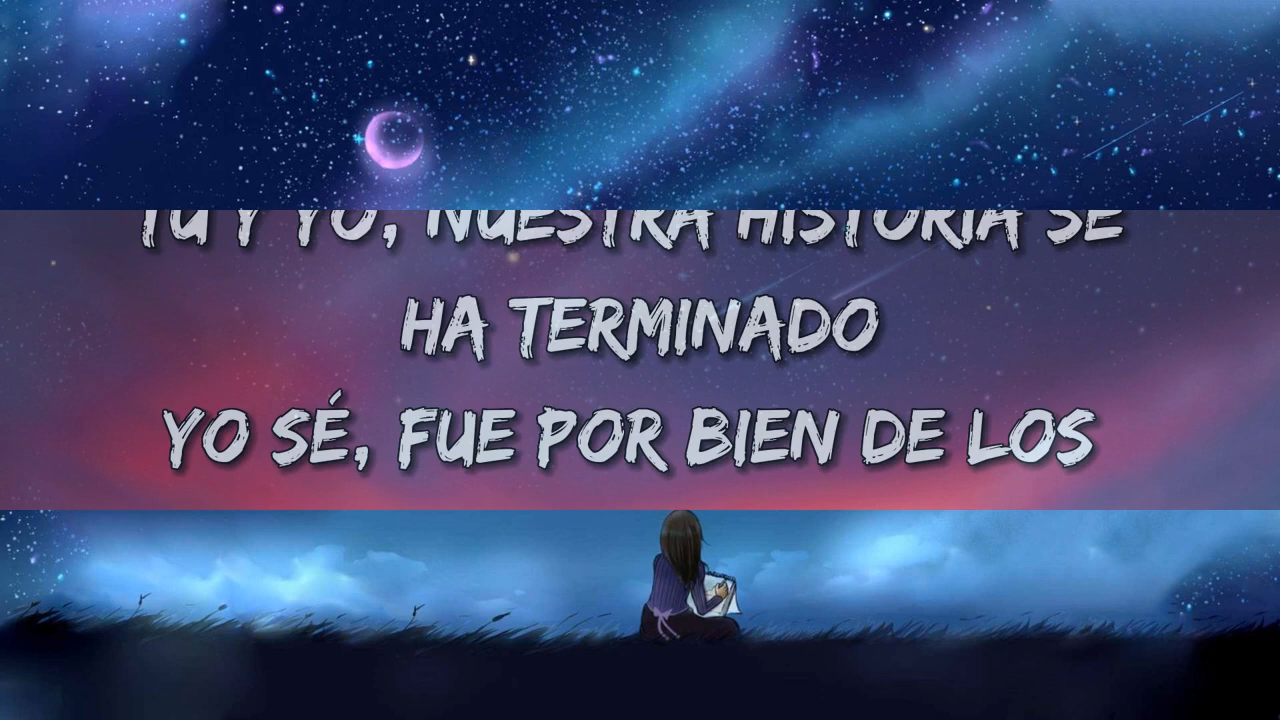 TÚ Y YO, NUESTRA HISTORIA SE
HA TERMINADO
YO SÉ, FUE POR BIEN DE LOS